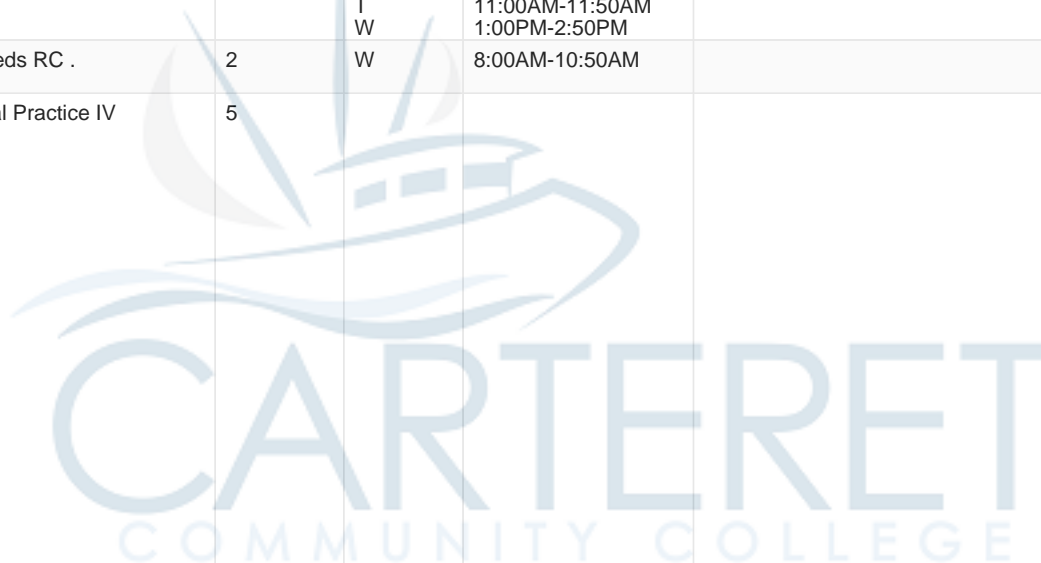 T 11:00AM-11:50AM
W 1:00PM-2:50PM
eds RC . 2 W 8:00AM-10:50AM
al Practice IV 5
CARTERET
COMMUNITY COLLEGE